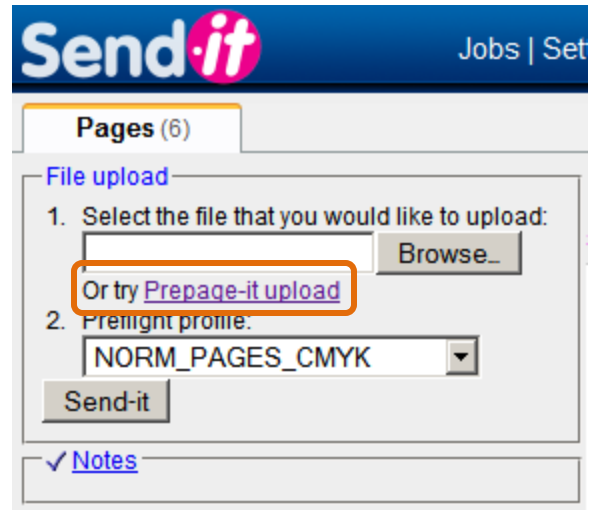 Send-it
Jobs | Set
Pages (6)
File upload
1. Select the file that you would like to upload:
Browse...
Or try Prepage-it upload
2. Preflight profile:
NORM_PAGES_CMYK
Send-it
✓ Notes